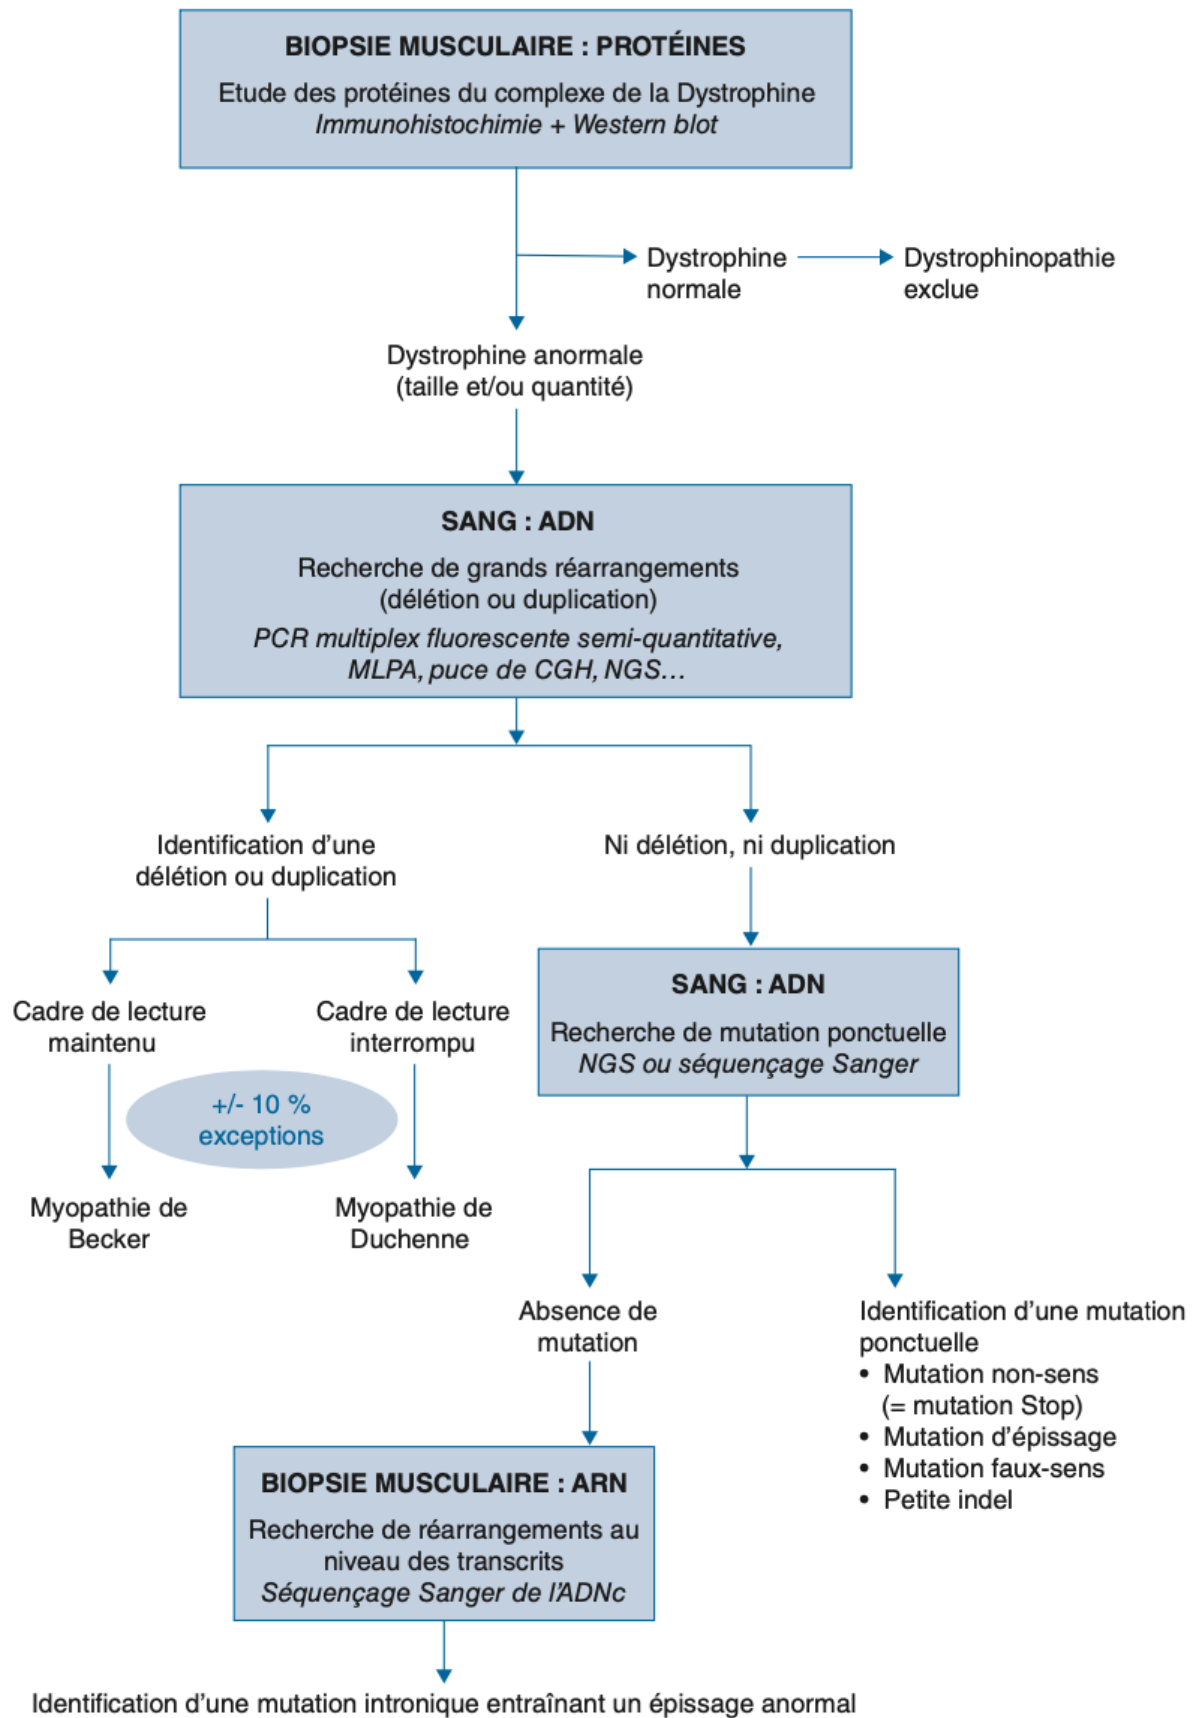 BIOPSIE MUSCULAIRE : PROTÉINES
Etude des protéines du complexe de la Dystrophine
Immunohistochimie + Western blot
Dystrophine
normale
Dystrophinopathie
exclue
Dystrophine anormale
(taille et/ou quantité)
SANG : ADN
Recherche de grands réarrangements
(délétion ou duplication)
PCR multiplex fluorescente semi-quantitative,
MLPA, puce de CGH, NGS…
Identification d’une
délétion ou duplication
Ni délétion, ni duplication
Cadre de lecture
maintenu
Cadre de lecture
interrompu
+/- 10 %
exceptions
Myopathie de
Becker
Myopathie de
Duchenne
SANG : ADN
Recherche de mutation ponctuelle
NGS ou séquençage Sanger
Absence de
mutation
Identification d’une mutation
ponctuelle
• Mutation non-sens
(= mutation Stop)
• Mutation d’épissage
• Mutation faux-sens
• Petite indel
BIOPSIE MUSCULAIRE : ARN
Recherche de réarrangements au
niveau des transcrits
Séquençage Sanger de l’ADNc
Identification d’une mutation intronique entraînant un épissage anormal